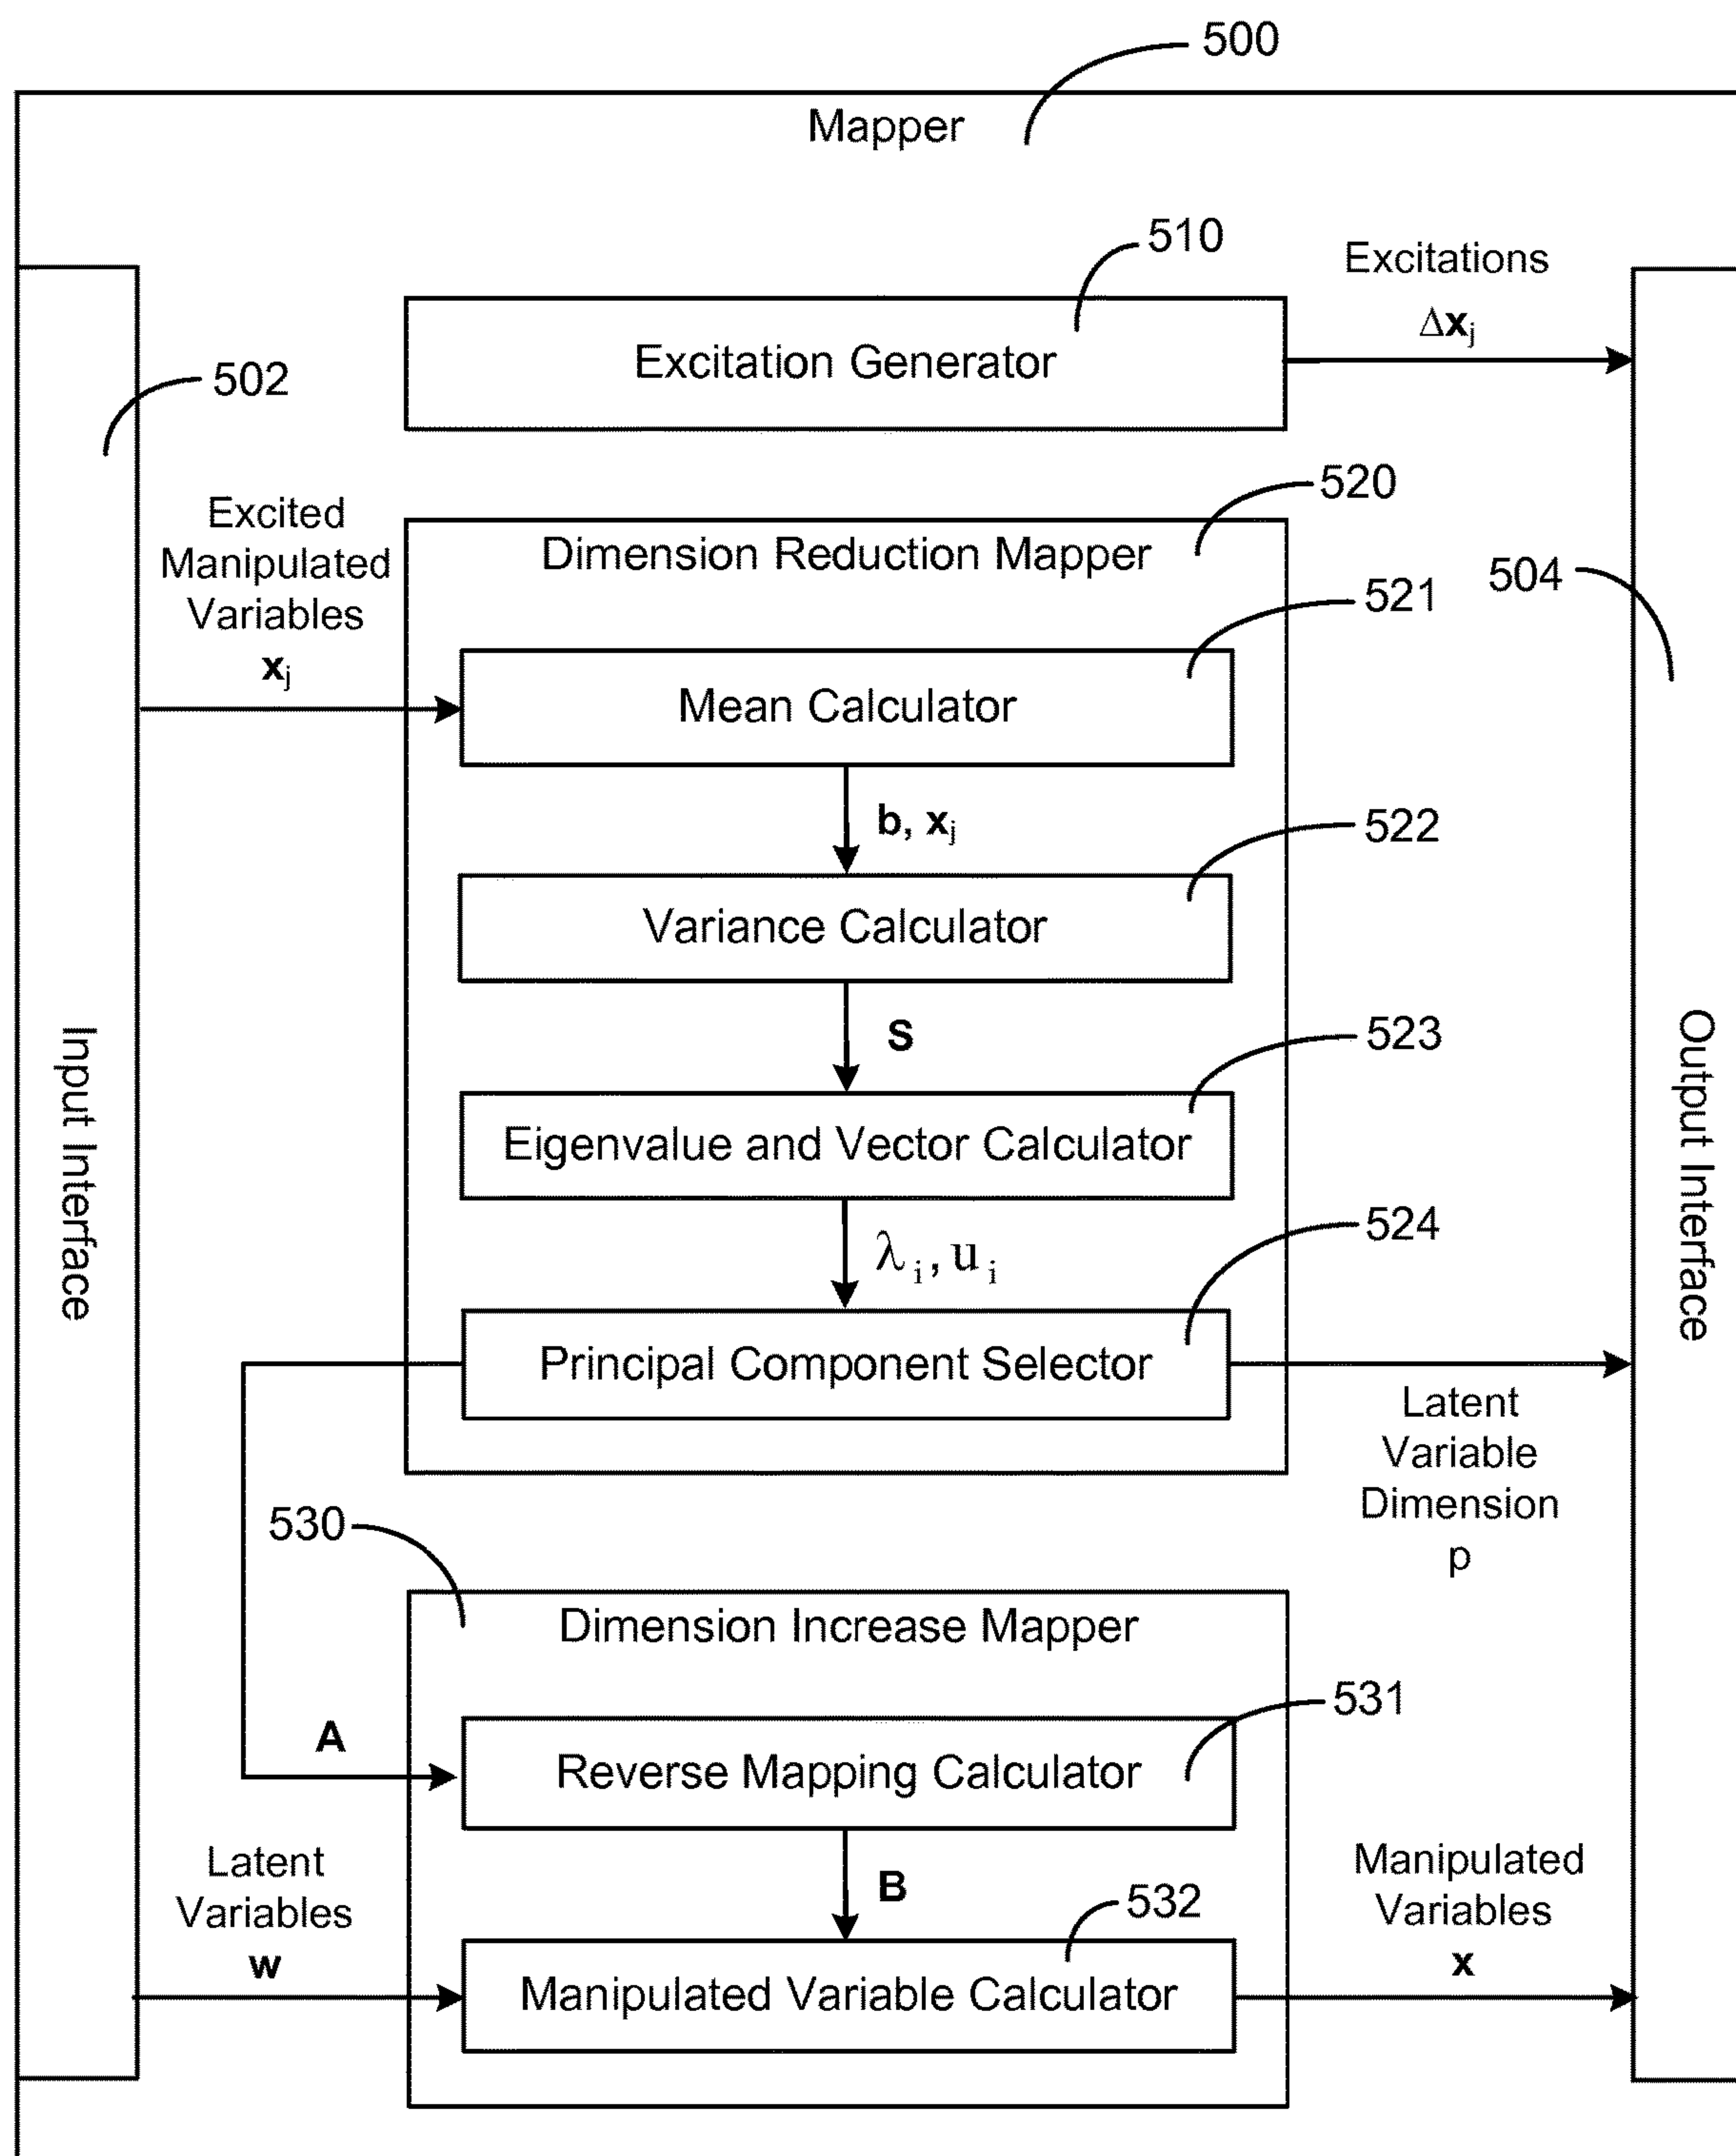 500
Mapper
510
Excitations
Δxj
Excitation Generator
502
Excited
Manipulated
Variables
xj
520
Dimension Reduction Mapper
504
521
Mean Calculator
b, xj
522
Variance Calculator
S
523
Eigenvalue and Vector Calculator
λi, ui
524
Principal Component Selector
Input Interface
Output Interface
Latent
Variable
Dimension
p
530
Dimension Increase Mapper
531
A
Reverse Mapping Calculator
Latent
Variables
w
B
532
Manipulated
Variables
x
Manipulated Variable Calculator